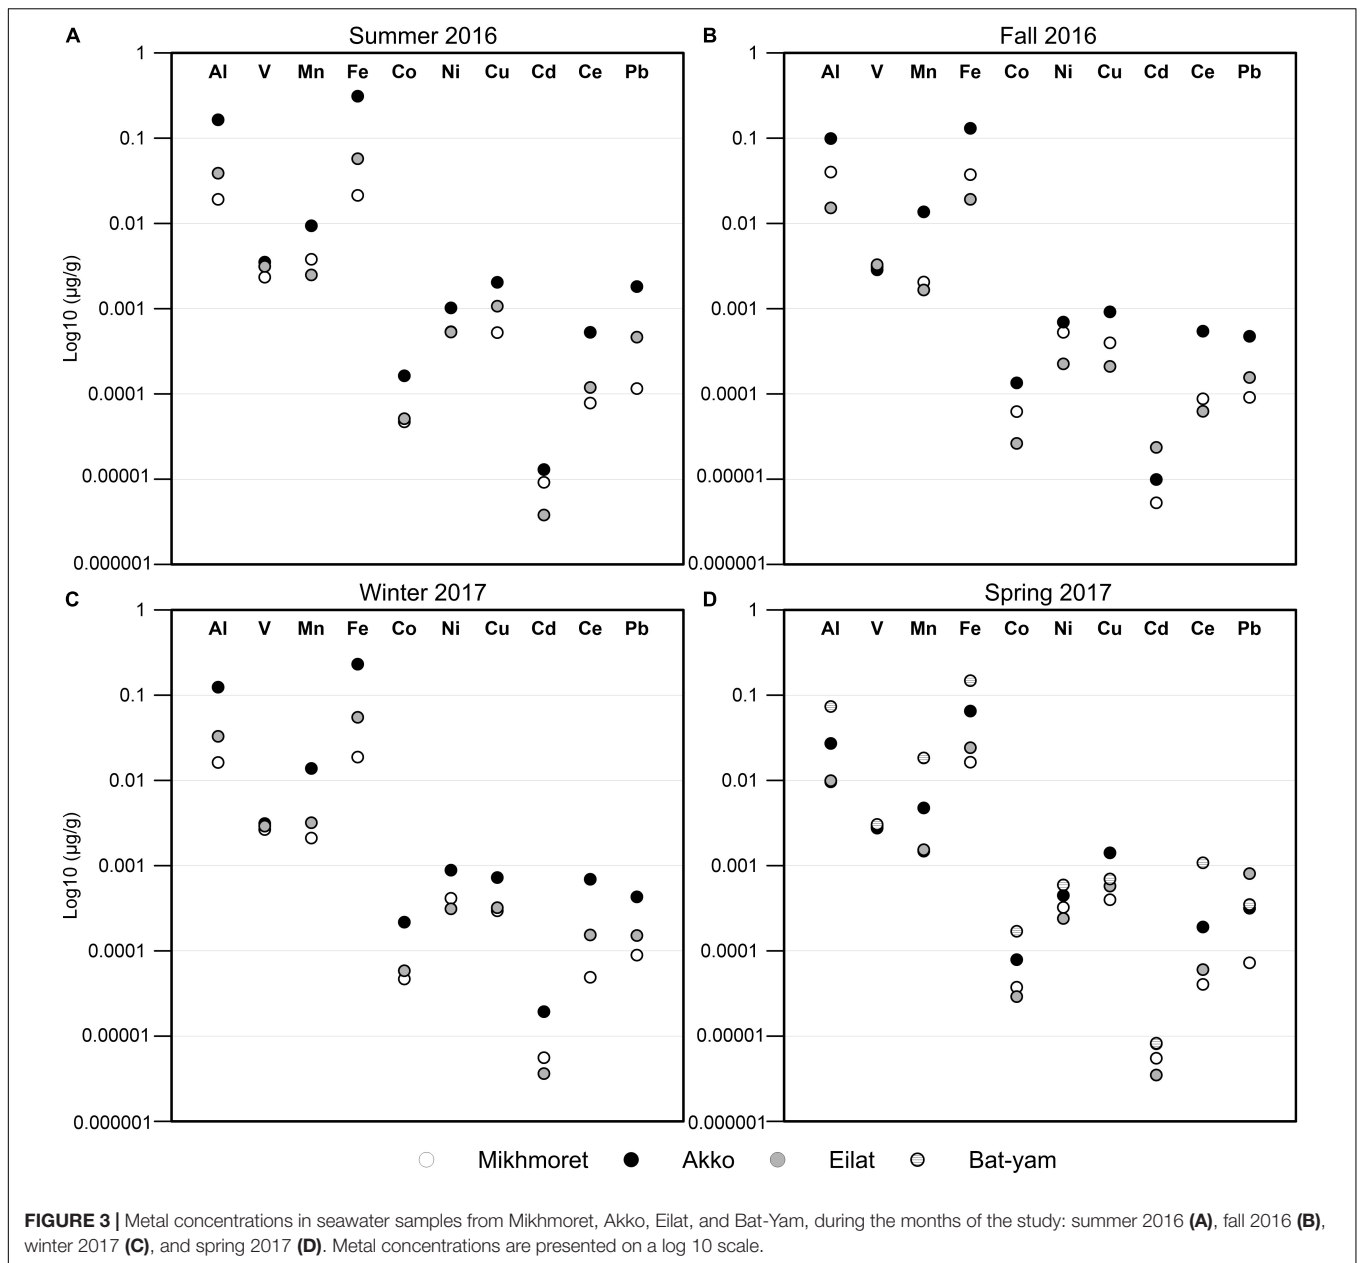 A
Summer 2016
Al V Mn Fe Co Ni Cu Cd Ce Pb
1
0.1
0.01
0.001
0.0001
0.00001
0.000001
Log10 (µg/g)
B
Fall 2016
Al V Mn Fe Co Ni Cu Cd Ce Pb
1
0.1
0.01
0.001
0.0001
0.00001
0.000001
C
Winter 2017
Al V Mn Fe Co Ni Cu Cd Ce Pb
1
0.1
0.01
0.001
0.0001
0.00001
0.000001
Log10 (µg/g)
D
Spring 2017
Al V Mn Fe Co Ni Cu Cd Ce Pb
1
0.1
0.01
0.001
0.0001
0.00001
0.000001
Mikhmoret Akko Eilat Bat-yam
FIGURE 3 | Metal concentrations in seawater samples from Mikhmoret, Akko, Eilat, and Bat-Yam, during the months of the study: summer 2016 (A), fall 2016 (B),
winter 2017 (C), and spring 2017 (D). Metal concentrations are presented on a log 10 scale.